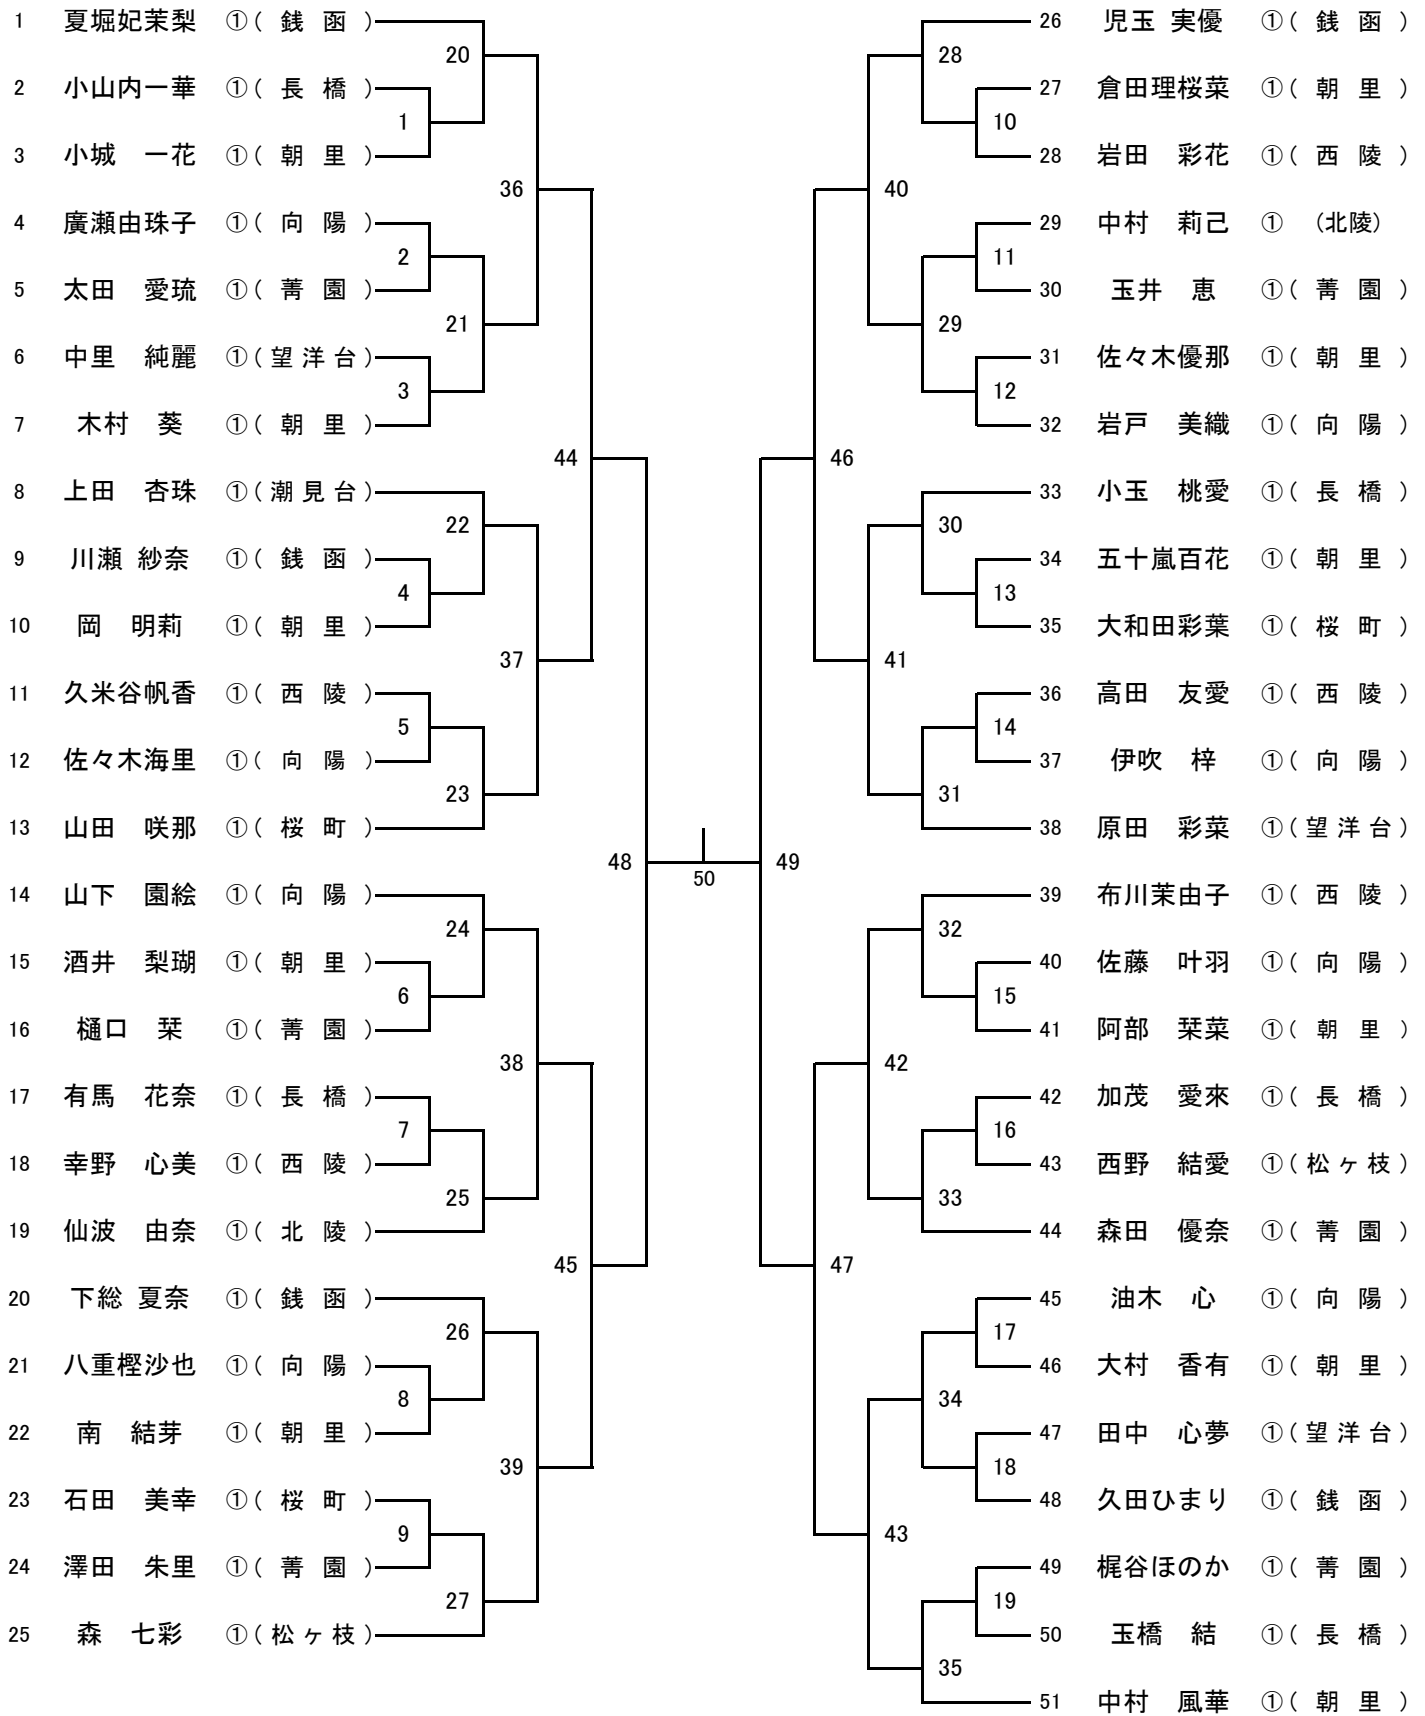 1 夏堀妃茉梨 ①( 銭 函 )
20
2 小山内一華 ①( 長 橋 )
1
3 小城 一花 ①( 朝 里 )
36
4 廣瀬由珠子 ①( 向 陽 )
2
5 太田 愛琉 ①( 菁 園 )
21
6 中里 純麗 ①( 望 洋 台 )
3
7 木村 葵 ①( 朝 里 )
44
8 上田 杏珠 ①( 潮 見 台 )
22
9 川瀬 紗奈 ①( 銭 函 )
4
10 岡 明莉 ①( 朝 里 )
37
11 久米谷帆香 ①( 西 陵 )
5
12 佐々木海里 ①( 向 陽 )
23
13 山田 咲那 ①( 桜 町 )
48
14 山下 園絵 ①( 向 陽 )
24
15 酒井 梨瑚 ①( 朝 里 )
6
16 樋口 栞 ①( 菁 園 )
38
17 有馬 花奈 ①( 長 橋 )
7
18 幸野 心美 ①( 西 陵 )
25
19 仙波 由奈 ①( 北 陵 )
45
20 下総 夏奈 ①( 銭 函 )
26
21 八重樫沙也 ①( 向 陽 )
8
22 南 結芽 ①( 朝 里 )
39
23 石田 美幸 ①( 桜 町 )
9
24 澤田 朱里 ①( 菁 園 )
27
25 森 七彩 ①( 松 ヶ 枝 )
50
26 児玉 実優 ①( 銭 函 )
28
27 倉田理桜菜 ①( 朝 里 )
10
28 岩田 彩花 ①( 西 陵 )
40
29 中村 莉己 ① (北陵)
11
30 玉井 恵 ①( 菁 園 )
29
31 佐々木優那 ①( 朝 里 )
12
32 岩戸 美織 ①( 向 陽 )
46
33 小玉 桃愛 ①( 長 橋 )
30
34 五十嵐百花 ①( 朝 里 )
13
35 大和田彩葉 ①( 桜 町 )
41
36 高田 友愛 ①( 西 陵 )
14
37 伊吹 梓 ①( 向 陽 )
31
38 原田 彩菜 ①( 望 洋 台 )
49
39 布川茉由子 ①( 西 陵 )
32
40 佐藤 叶羽 ①( 向 陽 )
15
41 阿部 栞菜 ①( 朝 里 )
42
42 加茂 愛來 ①( 長 橋 )
16
43 西野 結愛 ①( 松 ヶ 枝 )
33
44 森田 優奈 ①( 菁 園 )
47
45 油木 心 ①( 向 陽 )
17
46 大村 香有 ①( 朝 里 )
34
47 田中 心夢 ①( 望 洋 台 )
18
48 久田ひまり ①( 銭 函 )
43
49 梶谷ほのか ①( 菁 園 )
19
50 玉橋 結 ①( 長 橋 )
35
51 中村 風華 ①( 朝 里 )